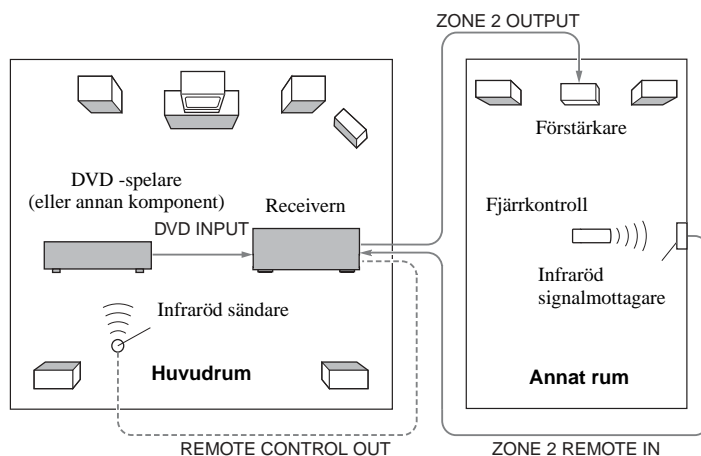 ZONE 2 OUTPUT
Förstärkare
DVD -spelare
(eller annan komponent)
Receivern
DVD INPUT
Fjärrkontroll
Infraröd
signalmottagare
Infraröd sändare
Huvudrum
Annat rum
REMOTE CONTROL OUT
ZONE 2 REMOTE IN